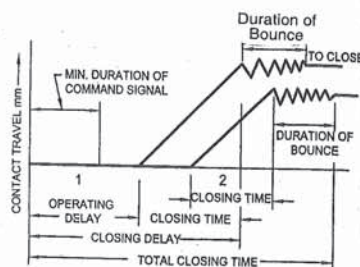 Duration of
Bounce
TO CLOSE
MIN. DURATION OF
COMMAND SIGNAL
CONTACT TRAVEL mm
DURATION OF
BOUNCE
1
2
OPERATING
DELAY
CLOSING TIME
CLOSING TIME
CLOSING DELAY
TOTAL CLOSING TIME